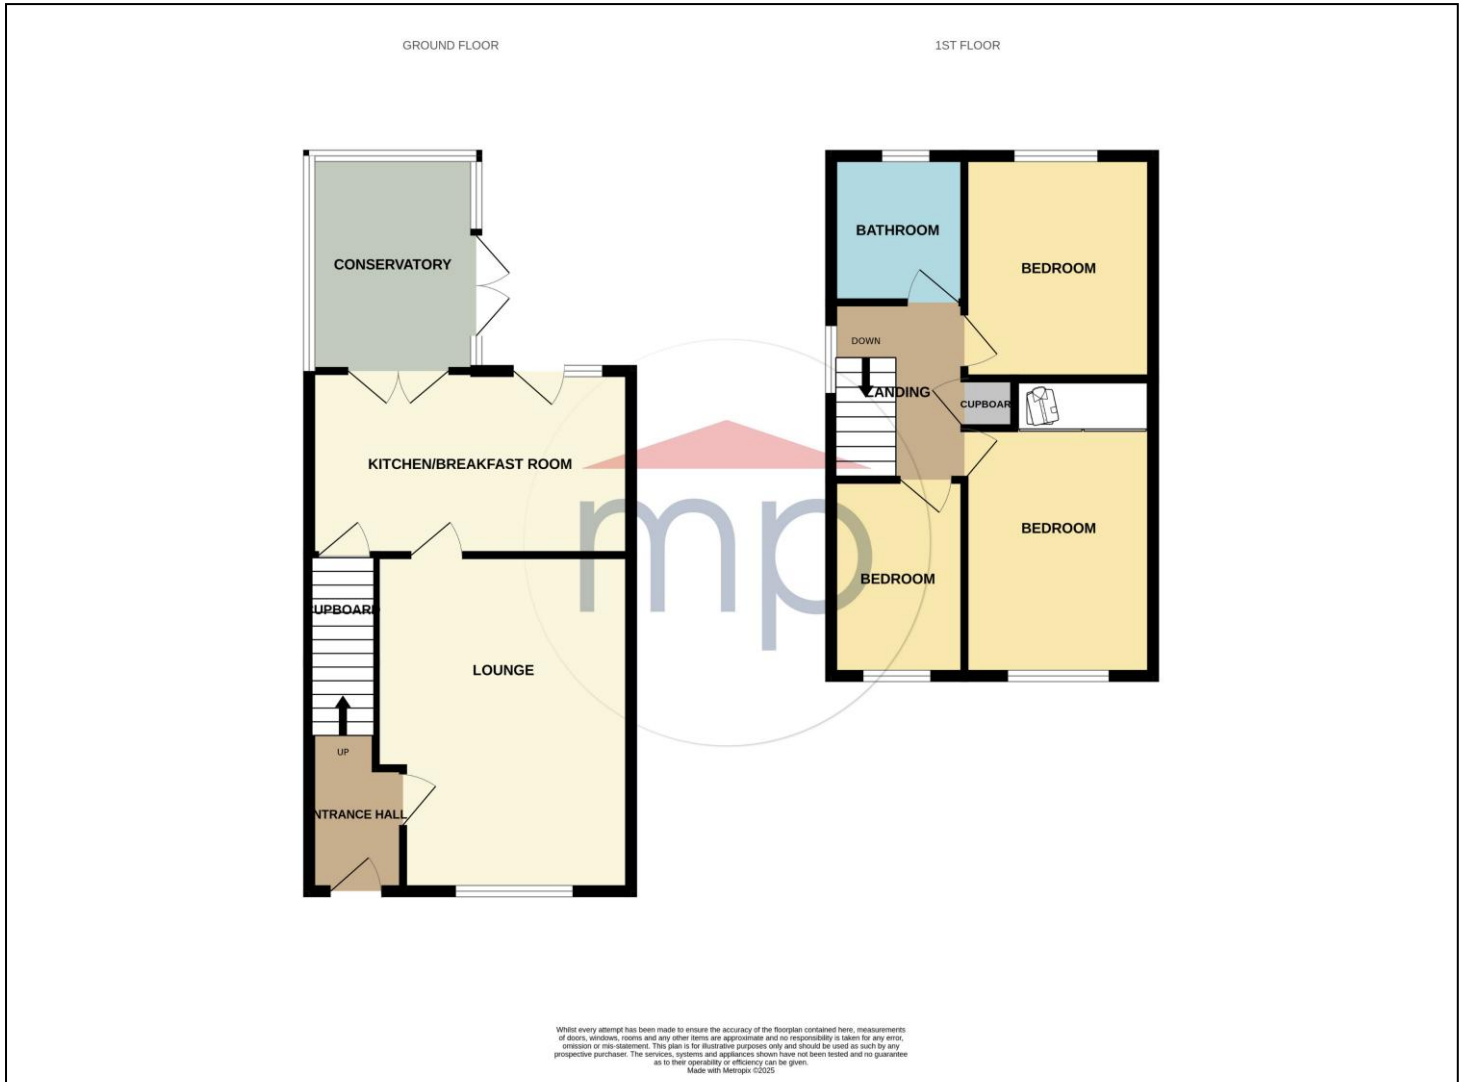 GROUND FLOOR
1ST FLOOR
CONSERVATORY
KITCHEN/BREAKFAST ROOM
UPBOARD
LOUNGE
UP
NTRANCE HALL
BATHROOM
BEDROOM
DOWN
LANDING
CUPBOAR
BEDROOM
BEDROOM
mp
Whilst every attempt has been made to ensure the accuracy of the floorplan contained here, measurements
of doors, windows, rooms and any other items are approximate and no responsibility is taken for any error,
omission or mis-statement. This plan is for illustrative purposes only and should be used as such by any
prospective purchaser. The services, systems and appliances shown have not been tested and no guarantee
as to their operability or efficiency can be given.
Made with Metropix ©2025